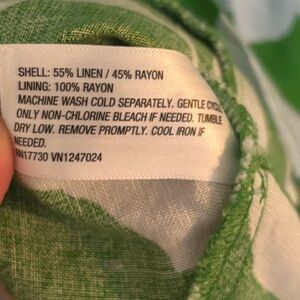 SHELL: 55% LINEN / 45% RAYON
LINING: 100% RAYON
MACHINE WASH COLD SEPARATELY. GENTLE CYCLE
ONLY NON-CHLORINE BLEACH IF NEEDED. TUMBLE
DRY LOW. REMOVE PROMPTLY. COOL IRON IF
NEEDED.
RN17730 VN1247024